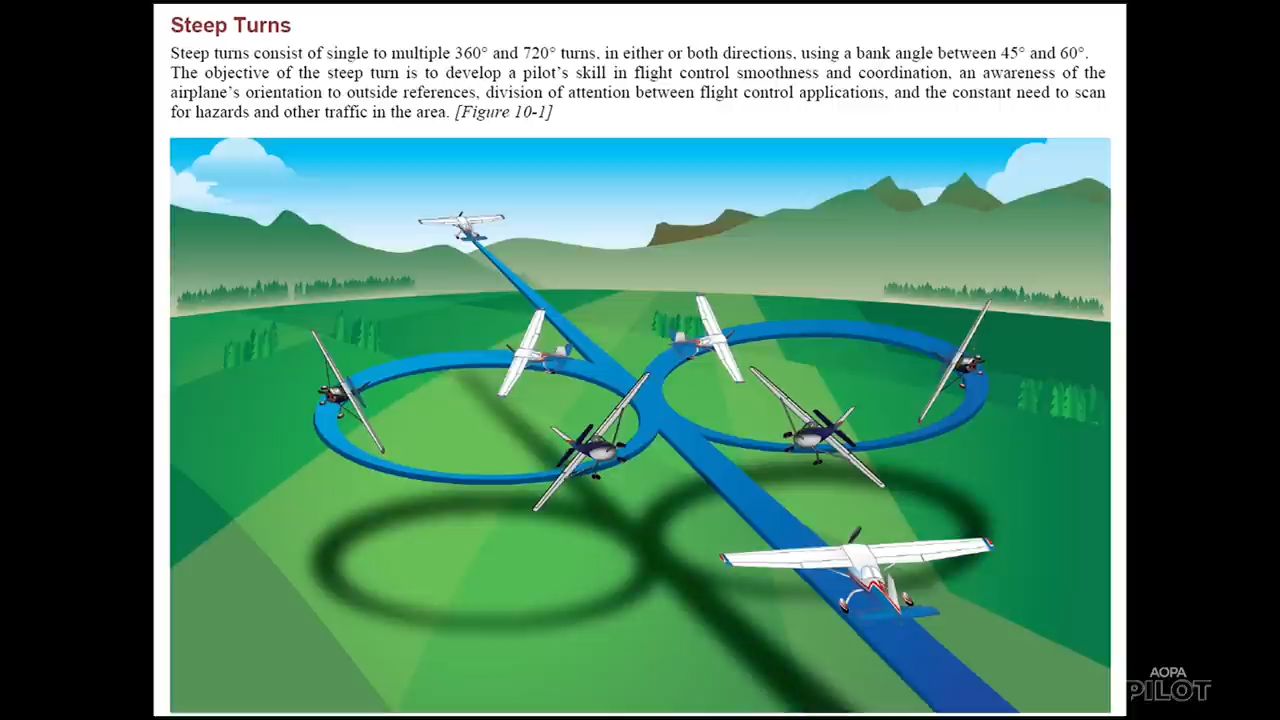 Steep Turns
Steep turns consist of single to multiple 360° and 720° turns, in either or both directions, using a bank angle between 45° and 60°.
The objective of the steep turn is to develop a pilot’s skill in flight control smoothness and coordination, an awareness of the
airplane’s orientation to outside references, division of attention between flight control applications, and the constant need to scan
for hazards and other traffic in the area. [Figure 10-1]
AOPA
PILOT